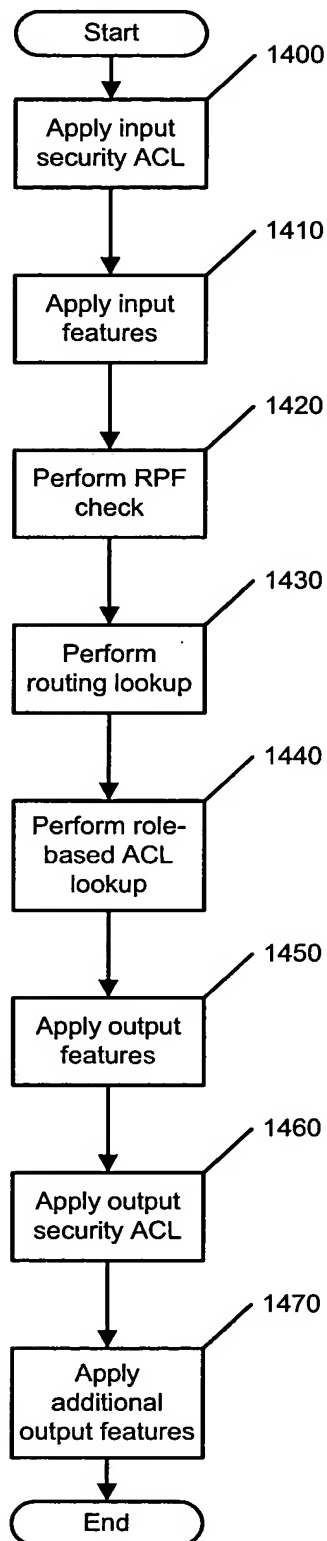 Start
1400
Apply input
security ACL
1410
Apply input
features
1420
Perform RPF
check
1430
Perform
routing lookup
1440
Perform role-
based ACL
lookup
1450
Apply output
features
1460
Apply output
security ACL
1470
Apply
additional
output features
End